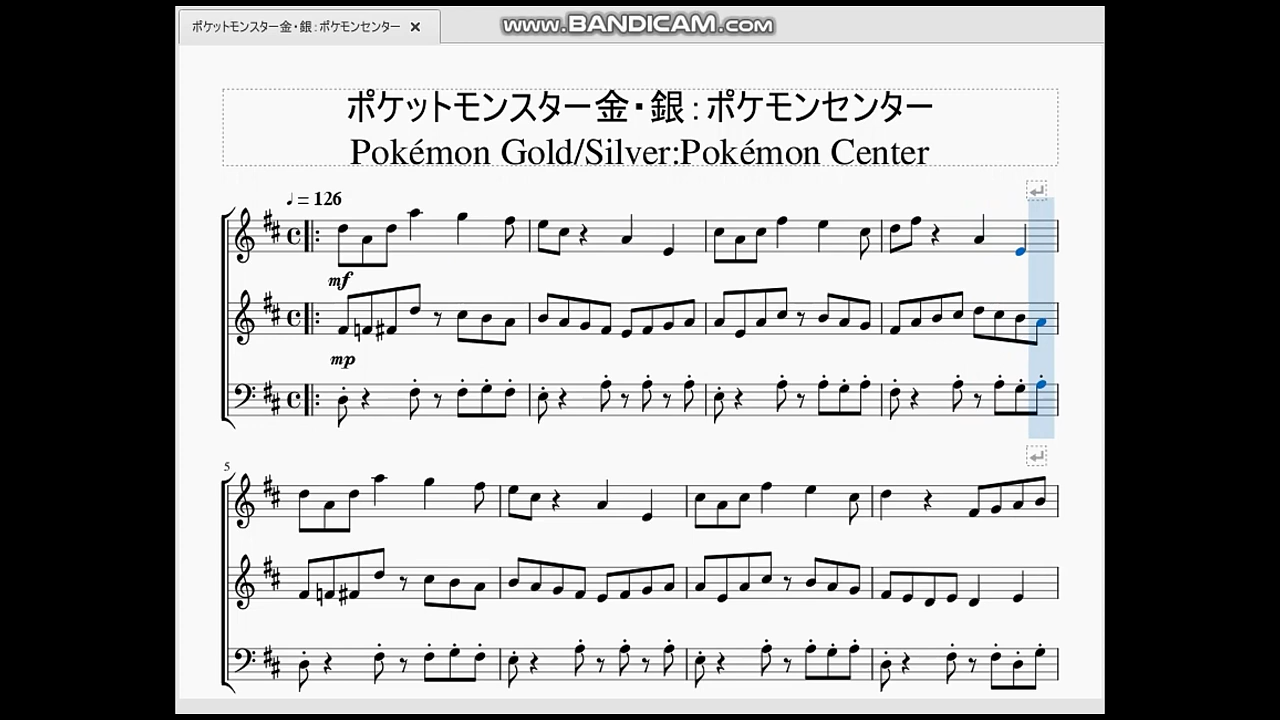 ポケットモンスター金・銀：ポケモンセンター ×
www.BANDICAM.com
ポケットモンスター金・銀：ポケモンセンター
Pokémon Gold/Silver:Pokémon Center
♩= 126
mf
mp
5